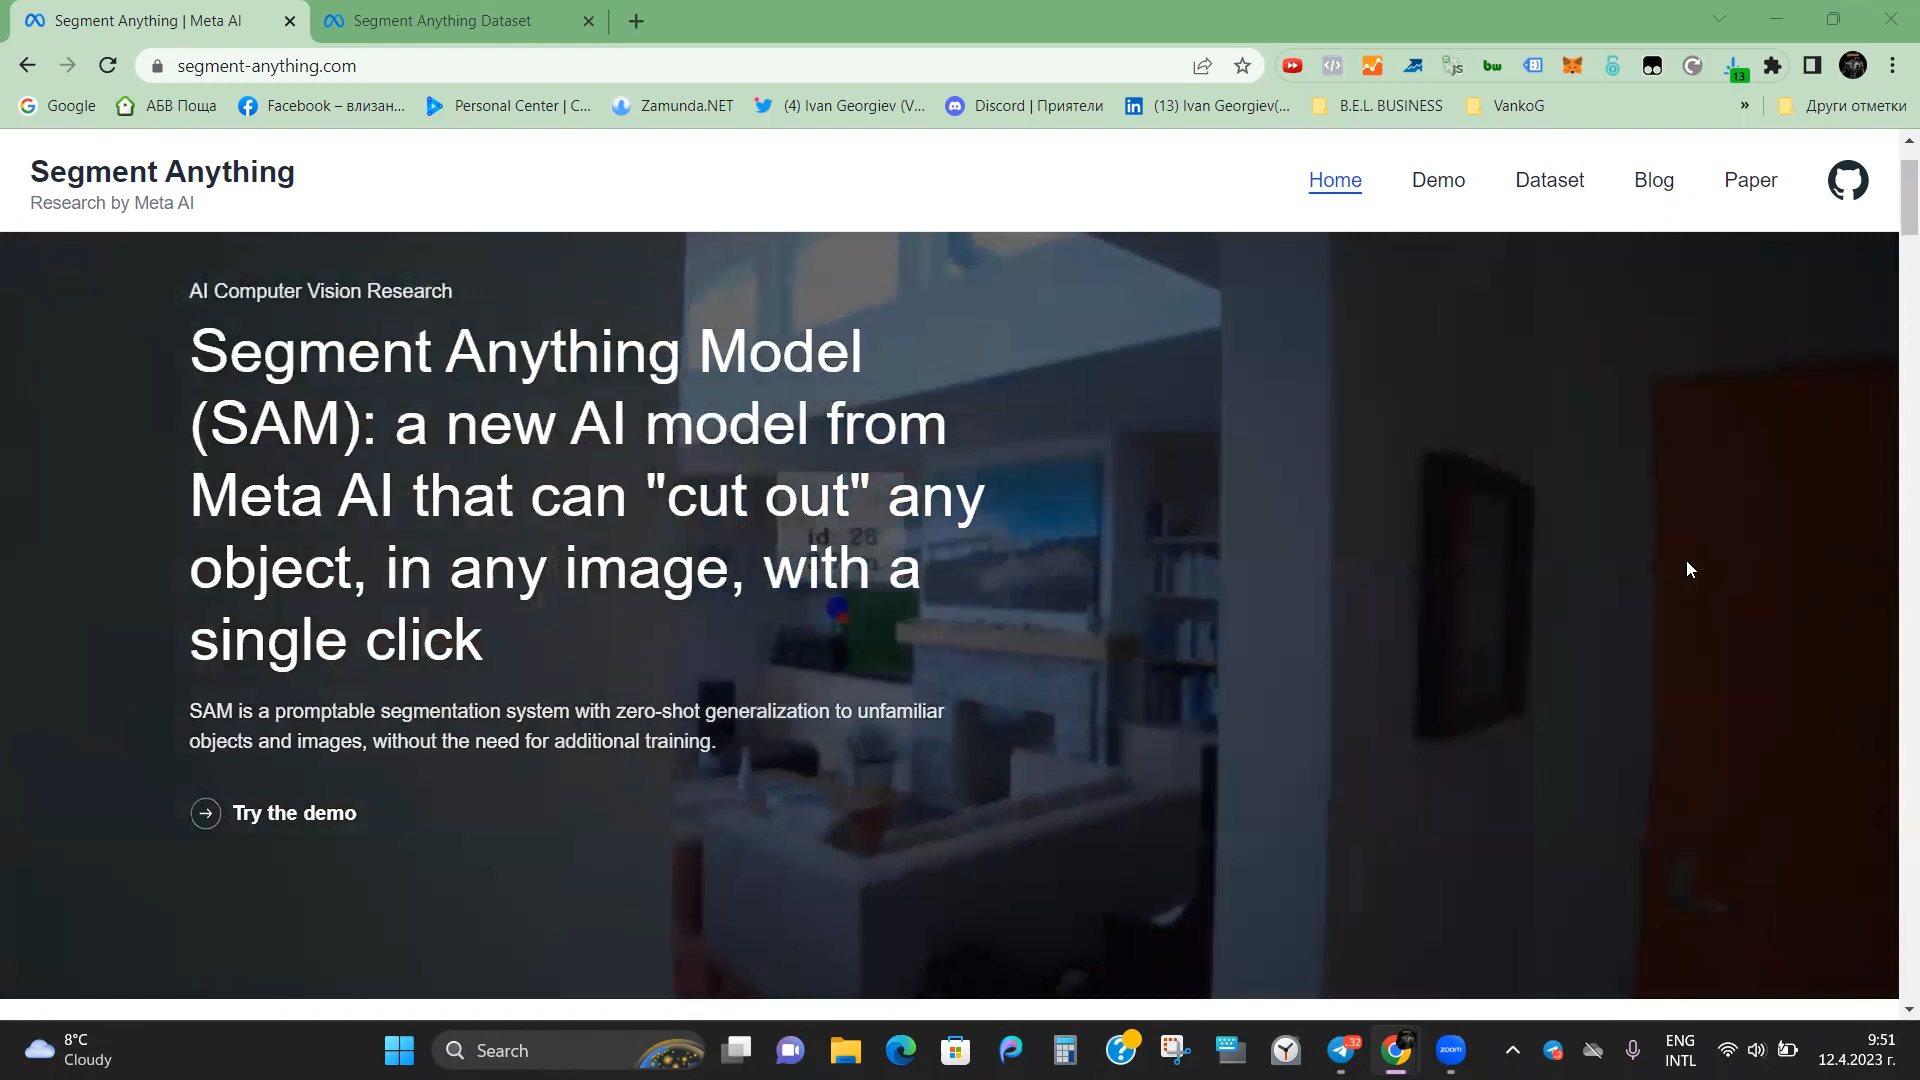 Segment Anything | Meta AI
Segment Anything Dataset
segment-anything.com
13
Google
АБВ Поща
Facebook – влизан...
Personal Center | C...
Zamunda.NET
(4) Ivan Georgiev (V...
Discord | Приятели
(13) Ivan Georgiev(...
B.E.L. BUSINESS
VankoG
»
Други отметки
Segment Anything
Research by Meta AI
Home
Demo
Dataset
Blog
Paper
AI Computer Vision Research
Segment Anything Model
(SAM): a new AI model from
Meta AI that can "cut out" any
object, in any image, with a
single click
id: 26
SAM is a promptable segmentation system with zero-shot generalization to unfamiliar
objects and images, without the need for additional training.
Try the demo
8°C
Cloudy
Search
32
zoom
ENG
INTL
9:51
12.4.2023 г.